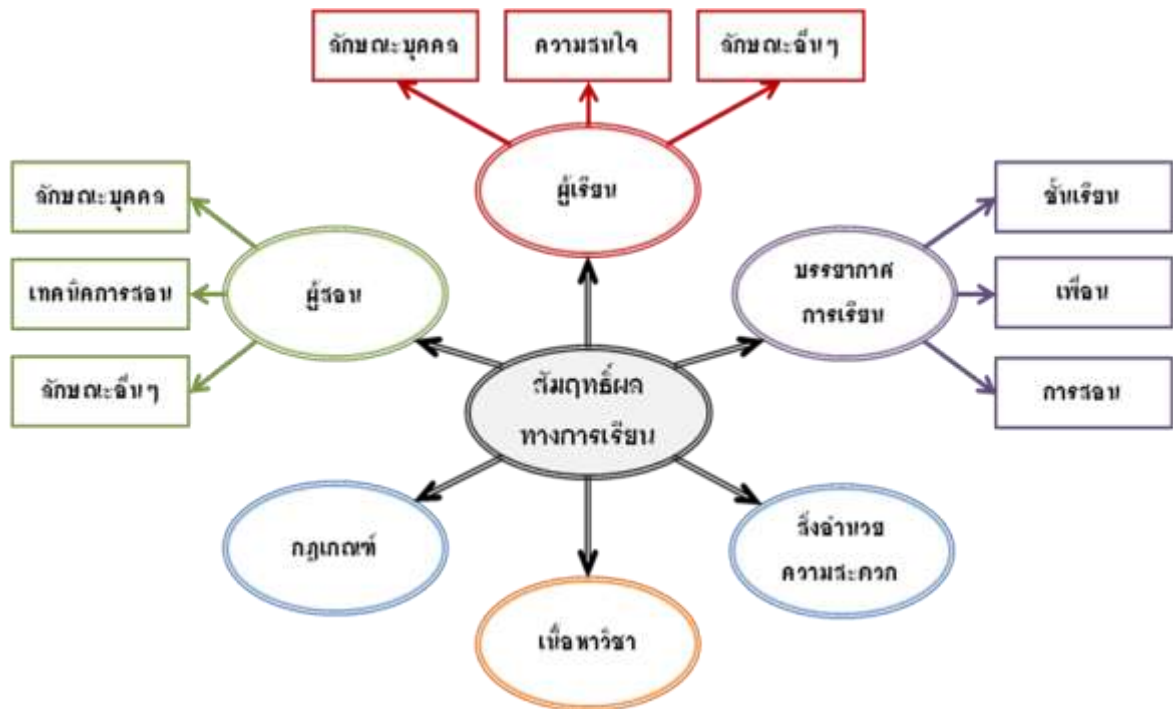 ลักษณะบุคคล
ความสนใจ
ลักษณะอื่นๆ
ผู้เรียน
ลักษณะบุคคล
เทคนิคการสอน
ลักษณะอื่นๆ
ผู้สอน
บรรยากาศ
การเรียน
ชั้นเรียน
เพื่อน
การสอน
สัมฤทธิ์ผล
ทางการเรียน
กฎเกณฑ์
เนื้อหาวิชา
สิ่งอำนวย
ความสะดวก